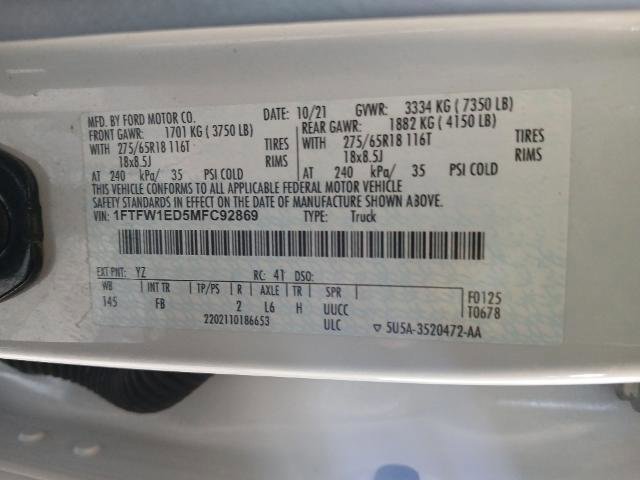 MFD. BY FORD MOTOR CO. DATE: 10/21 GVWR: 3334 KG ( 7350 LB)
FRONT GAWR: 1701 KG ( 3750 LB) REAR GAWR: 1882 KG ( 4150 LB)
WITH 275/65R18 116T TIRES WITH 275/65R18 116T TIRES
18x8.5J RIMS 18x8.5J RIMS
AT 240 kPa/ 35 PSI COLD AT 240 kPa/ 35 PSI COLD
THIS VEHICLE CONFORMS TO ALL APPLICABLE FEDERAL MOTOR VEHICLE
SAFETY STANDARDS IN EFFECT ON THE DATE OF MANUFACTURE SHOWN ABOVE.
VIN: 1FTFW1ED5MFC92869 TYPE: Truck
EXT PNT: YZ RC: 41 DSO:
WB INT TR TP/PS R AXLE TR SPR F0125
145 FB 2 L6 H UUCC T0678
2202110186653 ULC ▽ 5U5A-3520472-AA